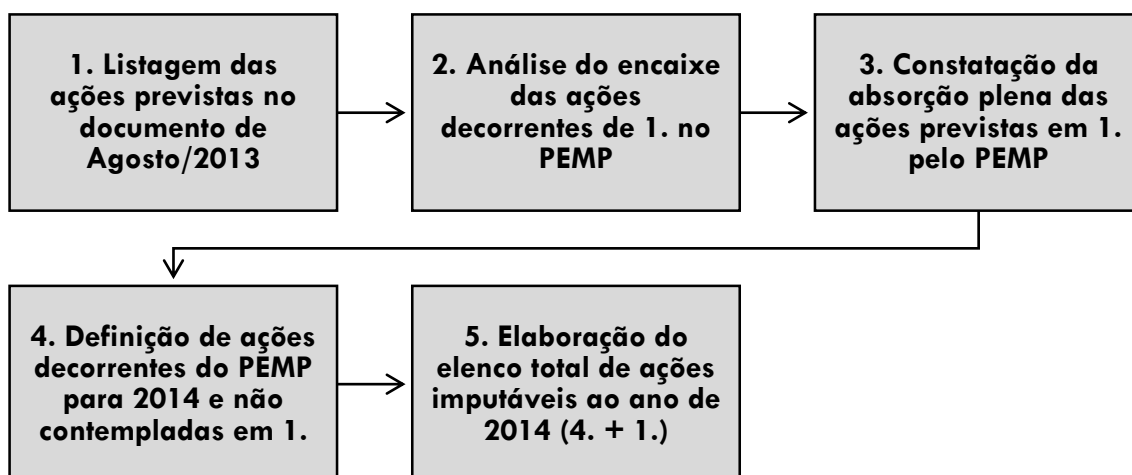 1. Listagem das
ações previstas no
documento de
Agosto/2013
2. Análise do encaixe
das ações
decorrentes de 1. no
PEMP
3. Constatação da
absorção plena das
ações previstas em 1.
pelo PEMP
4. Definição de ações
decorrentes do PEMP
para 2014 e não
contempladas em 1.
5. Elaboração do
elenco total de ações
imputáveis ao ano de
2014 (4. + 1.)